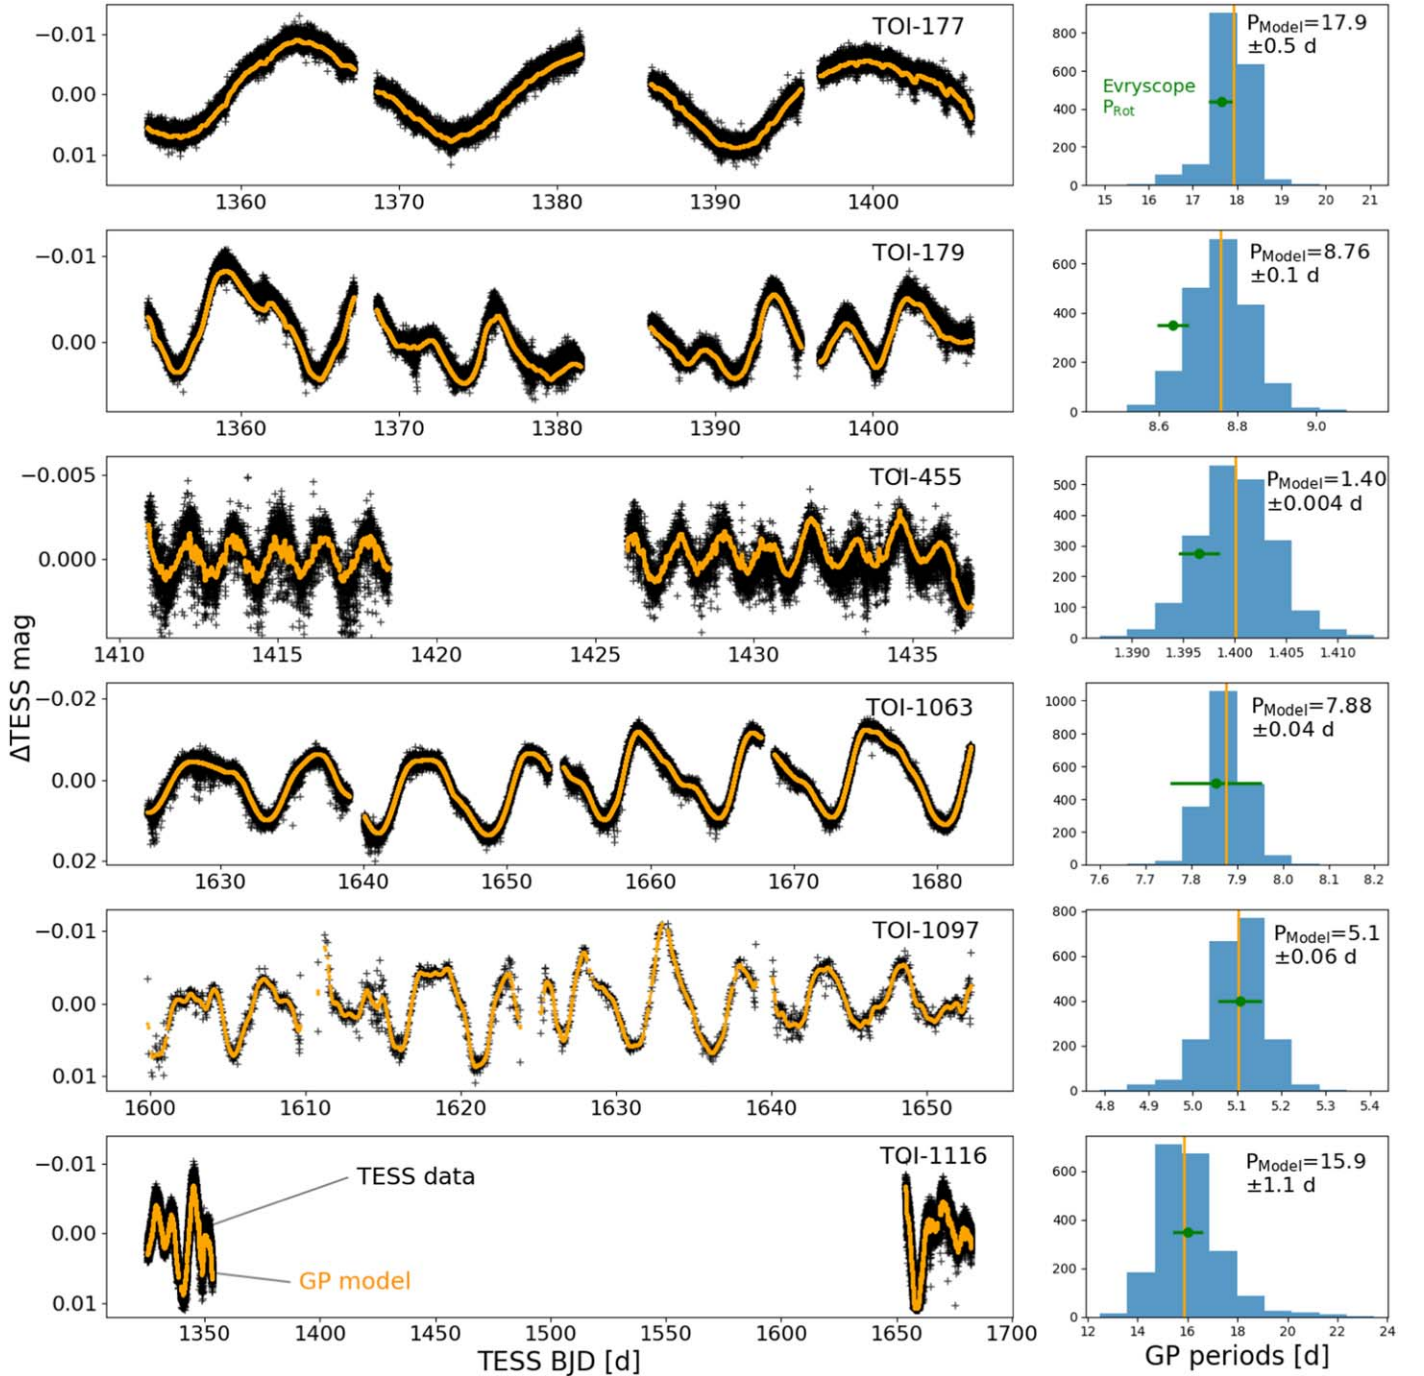 TOI-177
−0.01
0.00
0.01
1360 1370 1380 1390 1400
P_Model=17.9
±0.5 d
Evryscope
P_Rot
800
600
400
200
0
15 16 17 18 19 20 21
TOI-179
−0.01
0.00
1360 1370 1380 1390 1400
P_Model=8.76
±0.1 d
600
400
200
0
8.6 8.8 9.0
TOI-455
−0.005
0.000
1410 1415 1420 1425 1430 1435
P_Model=1.40
±0.004 d
500
400
300
200
100
0
1.390 1.395 1.400 1.405 1.410
ΔTESS mag
TOI-1063
−0.02
0.00
0.02
1630 1640 1650 1660 1670 1680
P_Model=7.88
±0.04 d
1000
800
600
400
200
0
7.6 7.7 7.8 7.9 8.0 8.1 8.2
TOI-1097
−0.01
0.00
0.01
1600 1610 1620 1630 1640 1650
P_Model=5.1
±0.06 d
800
600
400
200
0
4.8 4.9 5.0 5.1 5.2 5.3 5.4
TOI-1116
−0.01
0.00
0.01
TESS data
GP model
1350 1400 1450 1500 1550 1600 1650 1700
TESS BJD [d]
P_Model=15.9
±1.1 d
600
400
200
0
12 14 16 18 20 22 24
GP periods [d]